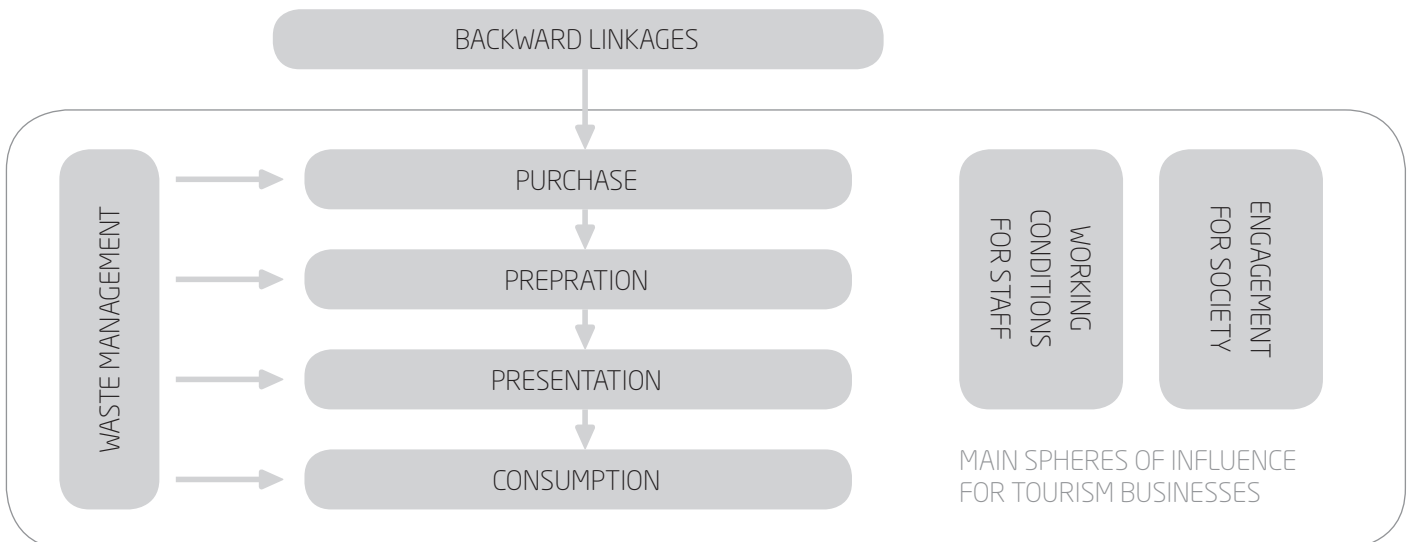 BACKWARD LINKAGES
WASTE MANAGEMENT
PURCHASE
PREPRATION
PRESENTATION
CONSUMPTION
WORKING
CONDITIONS
FOR STAFF
ENGAGEMENT
FOR SOCIETY
MAIN SPHERES OF INFLUENCE
FOR TOURISM BUSINESSES